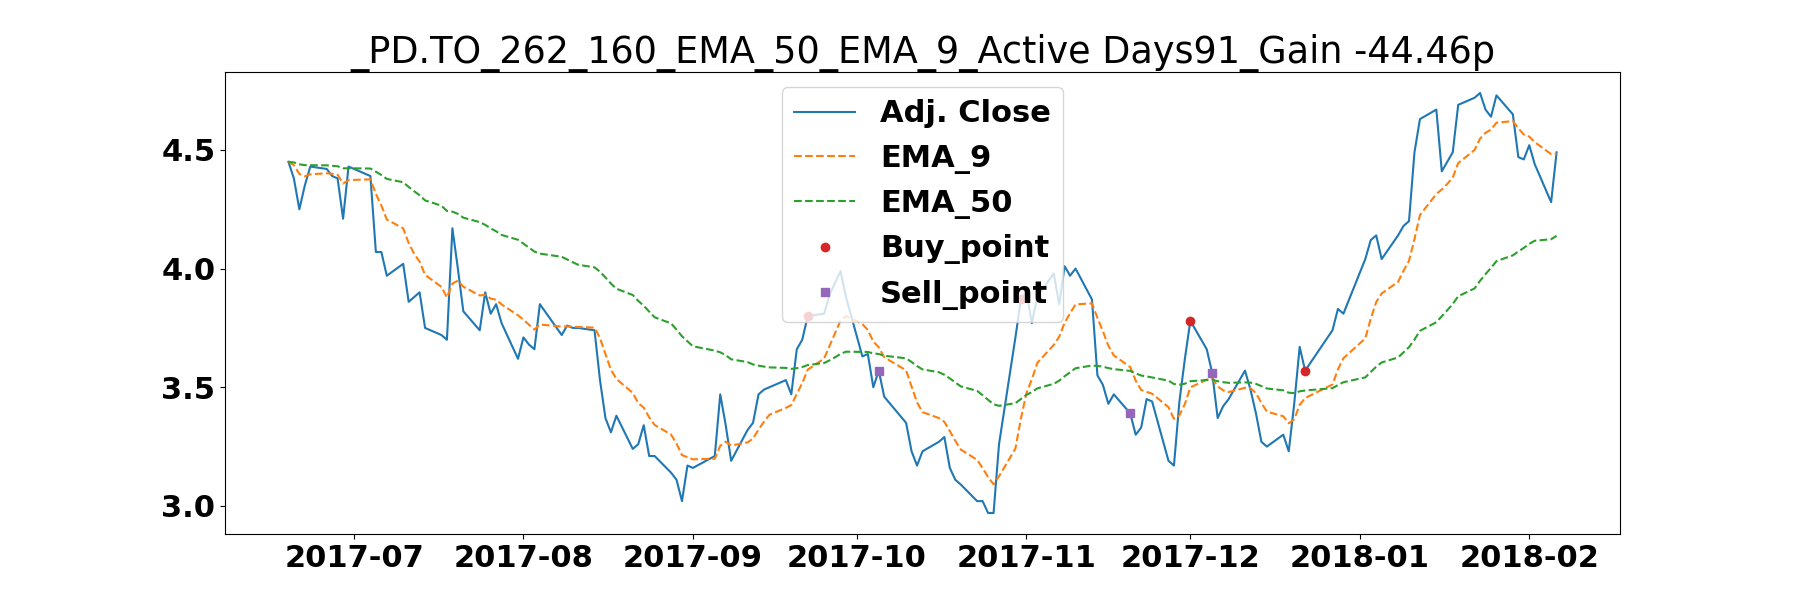 _PD.TO_262_160_EMA_50_EMA_9_Active Days91_Gain -44.46p
Adj. Close
EMA_9
EMA_50
Buy_point
Sell_point
4.5
4.0
3.5
3.0
2017-07 2017-08 2017-09 2017-10 2017-11 2017-12 2018-01 2018-02